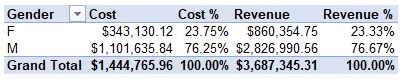 Gender Cost Cost % Revenue Revenue %
F $343,130.12 23.75% $860,354.75 23.33%
M $1,101,635.84 76.25% $2,826,990.56 76.67%
Grand Total $1,444,765.96 100.00% $3,687,345.31 100.00%